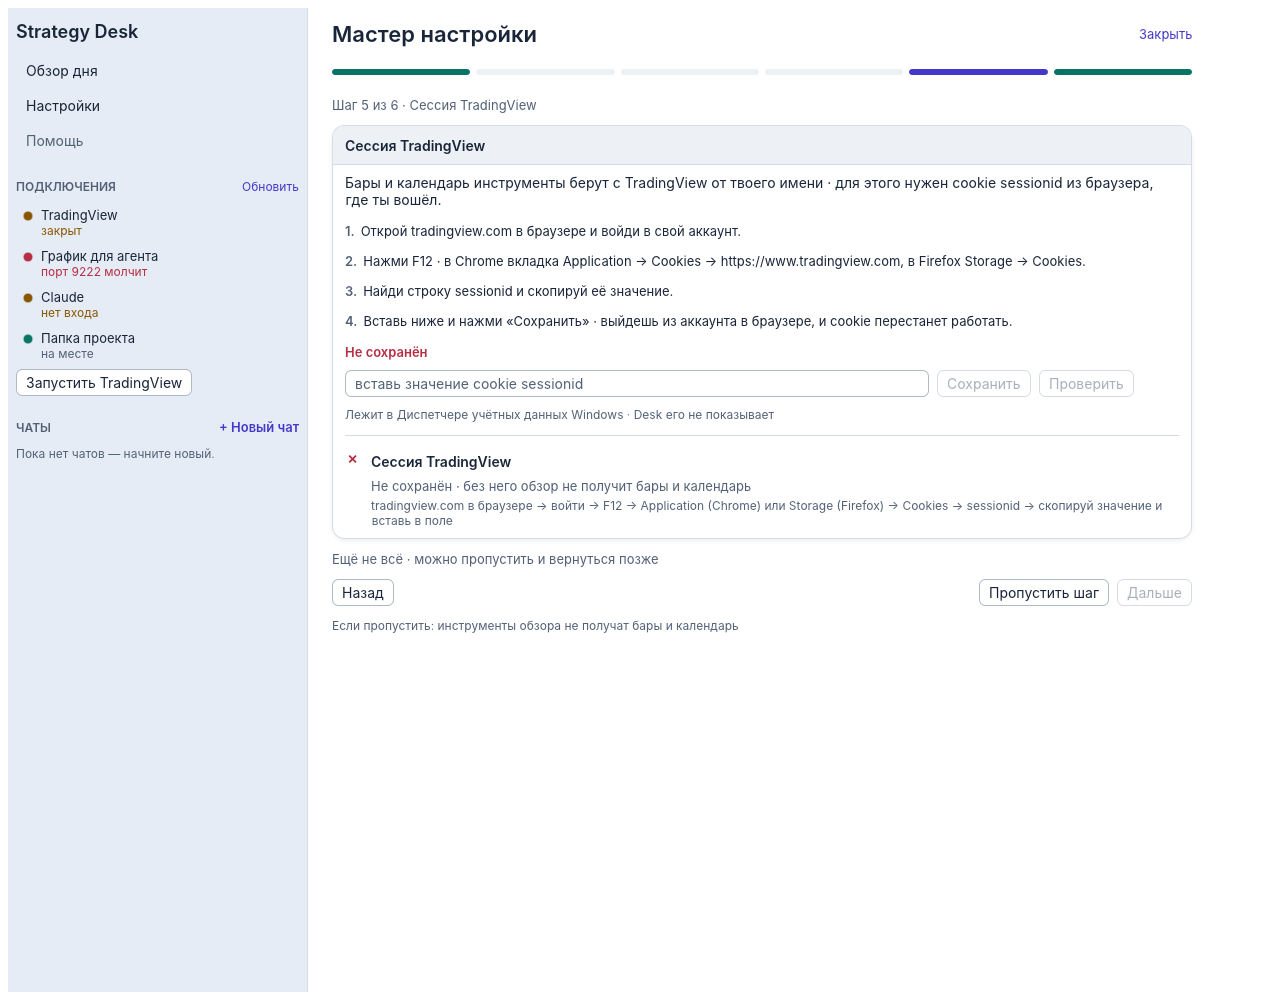 Strategy Desk
Обзор дня
Настройки
Помощь
ПОДКЛЮЧЕНИЯ
Обновить
TradingView
закрыт
График для агента
порт 9222 молчит
Claude
нет входа
Папка проекта
на месте
Запустить TradingView
ЧАТЫ
+ Новый чат
Пока нет чатов — начните новый.
Мастер настройки
Закрыть
Шаг 5 из 6 · Сессия TradingView
Сессия TradingView
Бары и календарь инструменты берут с TradingView от твоего имени · для этого нужен cookie sessionid из браузера,
где ты вошёл.
1. Открой tradingview.com в браузере и войди в свой аккаунт.
2. Нажми F12 · в Chrome вкладка Application → Cookies → https://www.tradingview.com, в Firefox Storage → Cookies.
3. Найди строку sessionid и скопируй её значение.
4. Вставь ниже и нажми «Сохранить» · выйдешь из аккаунта в браузере, и cookie перестанет работать.
Не сохранён
вставь значение cookie sessionid
Сохранить
Проверить
Лежит в Диспетчере учётных данных Windows · Desk его не показывает
× Сессия TradingView
Не сохранён · без него обзор не получит бары и календарь
tradingview.com в браузере → войти → F12 → Application (Chrome) или Storage (Firefox) → Cookies → sessionid → скопируй значение и
вставь в поле
Ещё не всё · можно пропустить и вернуться позже
Назад
Пропустить шаг
Дальше
Если пропустить: инструменты обзора не получат бары и календарь